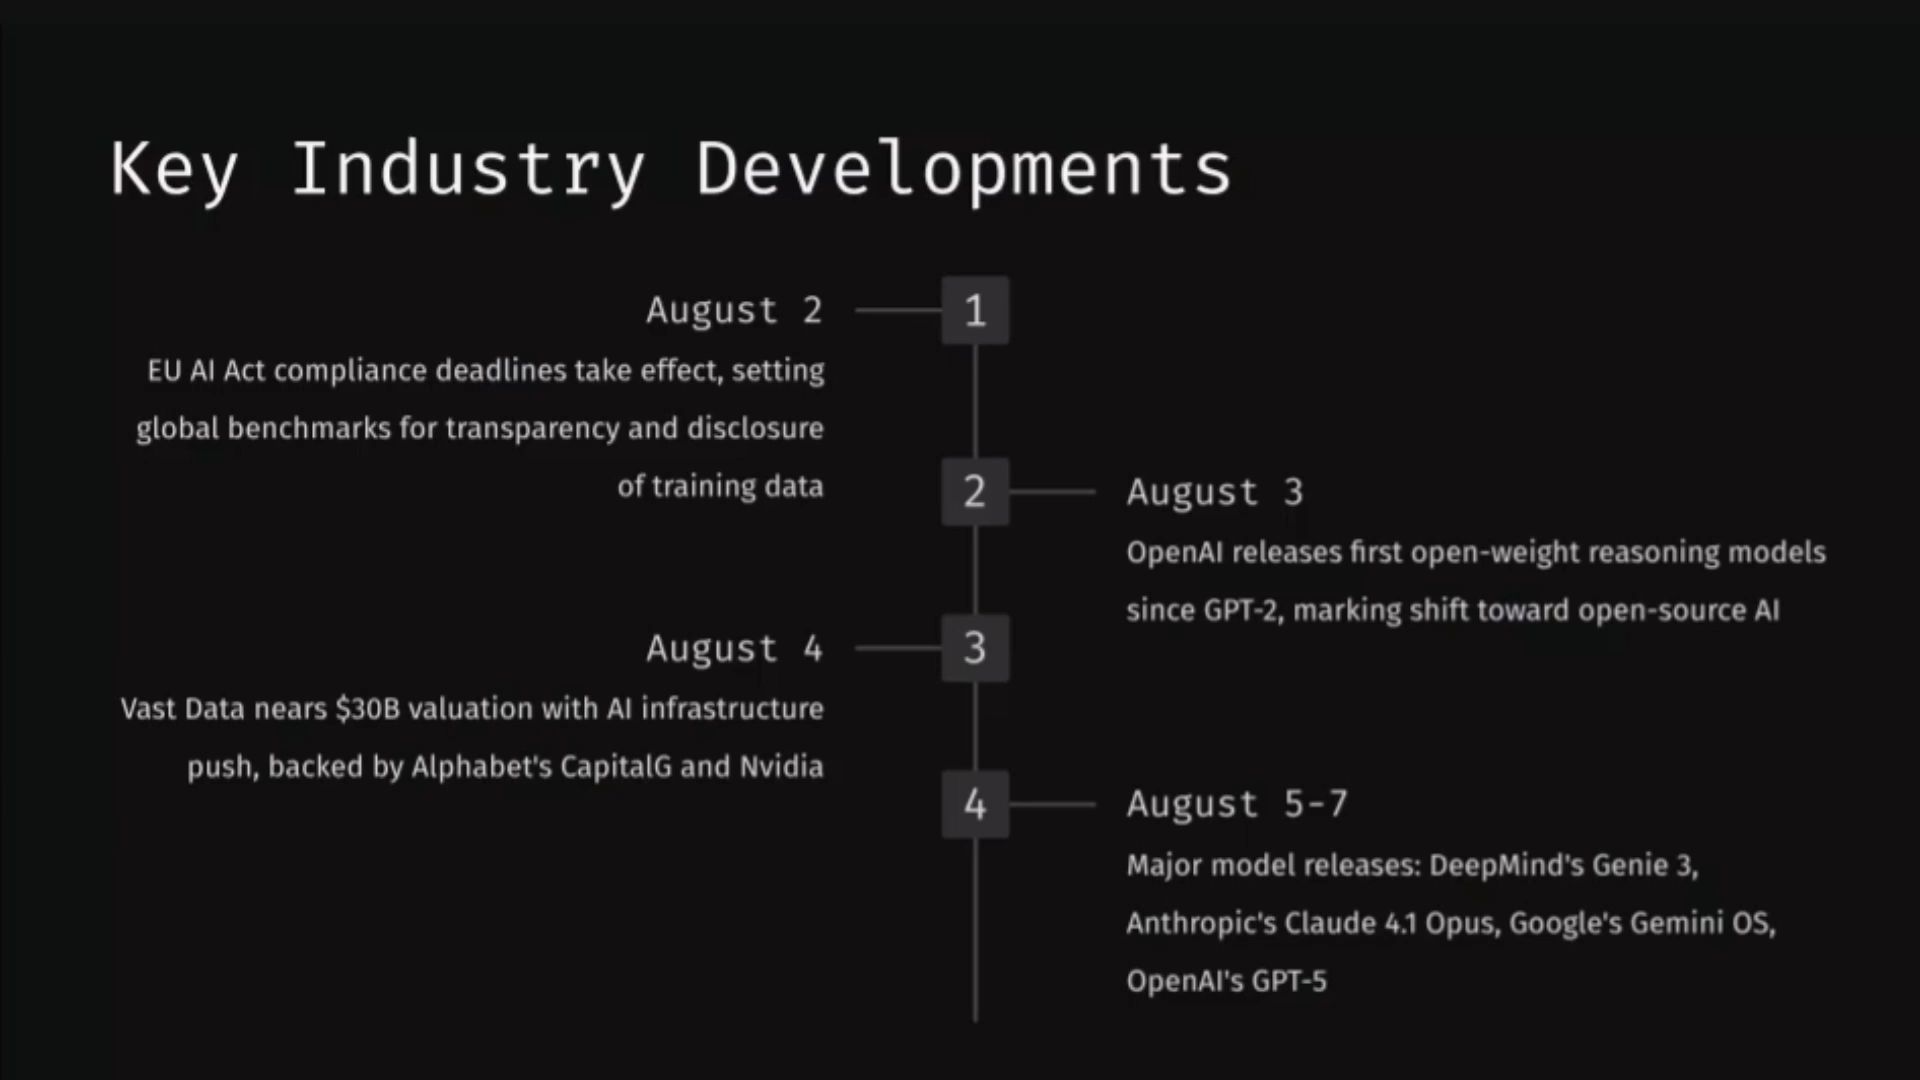 Key Industry Developments
August 2
1
EU AI Act compliance deadlines take effect, setting
global benchmarks for transparency and disclosure
of training data
2
August 3
OpenAI releases first open-weight reasoning models
since GPT-2, marking shift toward open-source AI
August 4
3
Vast Data nears $30B valuation with AI infrastructure
push, backed by Alphabet's CapitalG and Nvidia
4
August 5-7
Major model releases: DeepMind's Genie 3,
Anthropic's Claude 4.1 Opus, Google's Gemini OS,
OpenAI's GPT-5